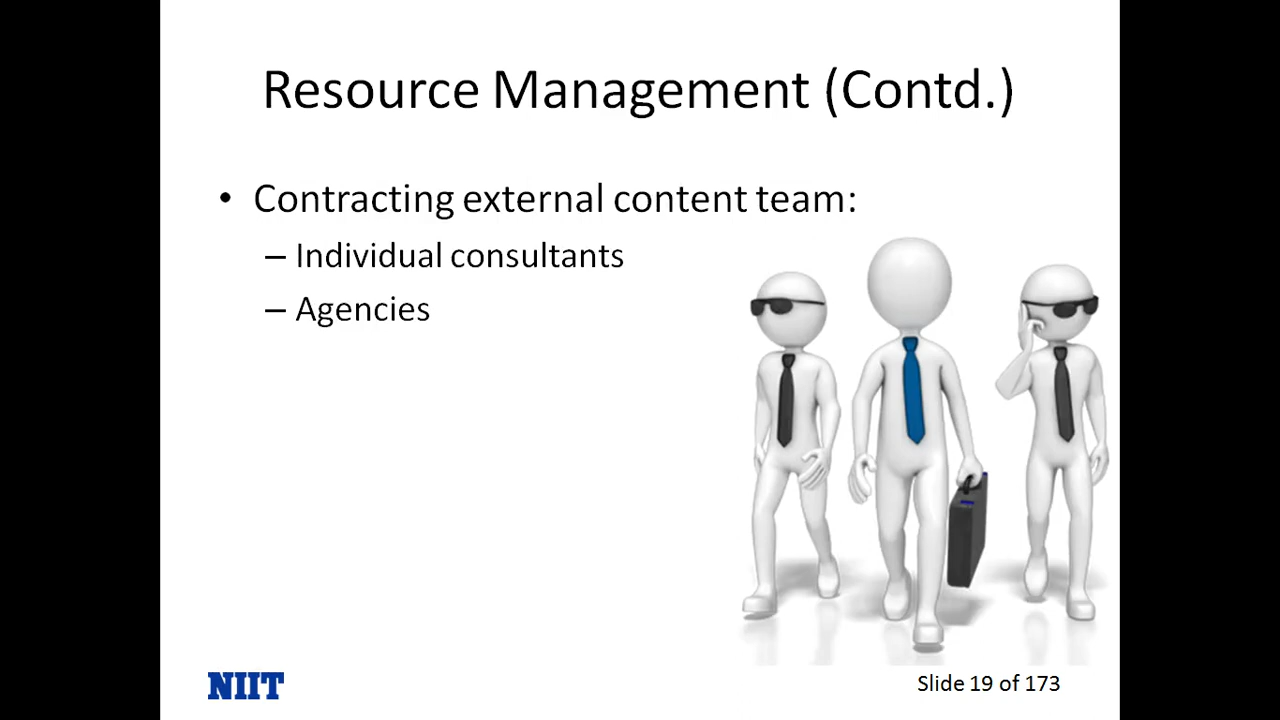 Resource Management (Contd.)
• Contracting external content team:
– Individual consultants
– Agencies
NIIT
Slide 19 of 173